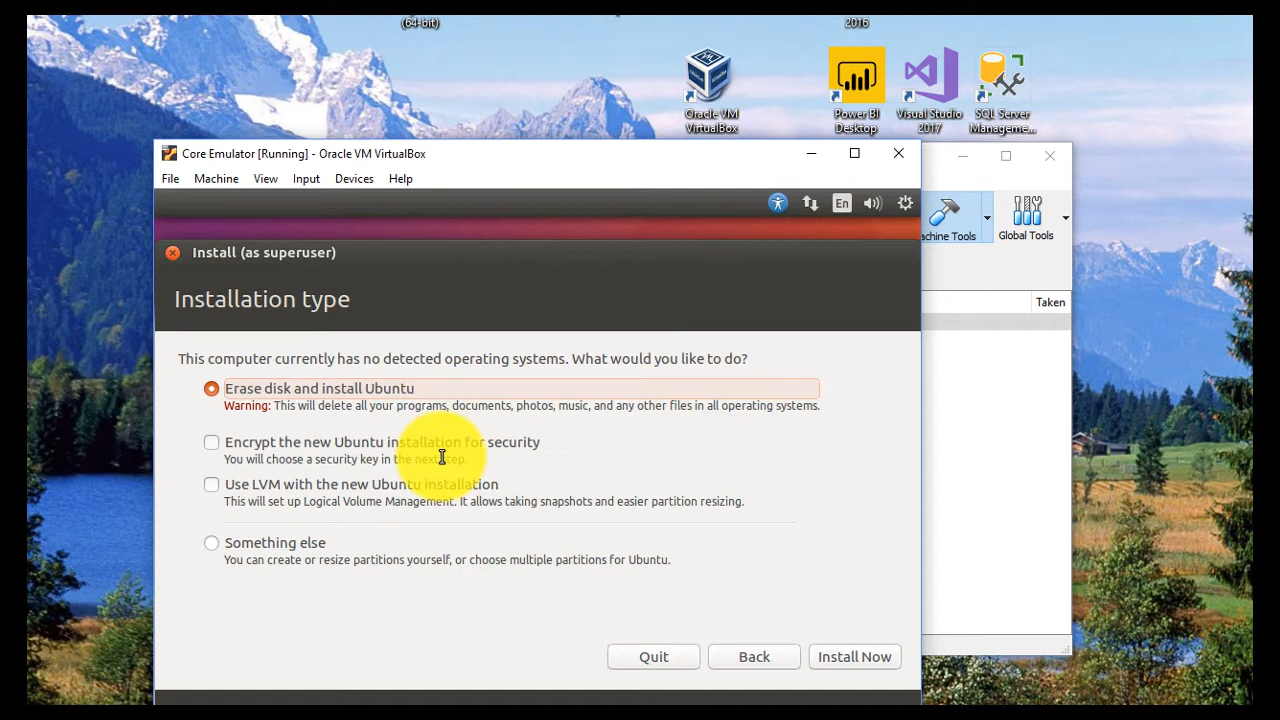 (64-bit)
2016
Oracle VM
VirtualBox
Power BI
Desktop
Visual Studio
2017
SQL Server
Manageme...
Core Emulator [Running] - Oracle VM VirtualBox
File Machine View Input Devices Help
En
achine Tools
Global Tools
Install (as superuser)
Installation type
Taken
This computer currently has no detected operating systems. What would you like to do?
Erase disk and install Ubuntu
Warning: This will delete all your programs, documents, photos, music, and any other files in all operating systems.
Encrypt the new Ubuntu installation for security
You will choose a security key in the next step.
Use LVM with the new Ubuntu installation
This will set up Logical Volume Management. It allows taking snapshots and easier partition resizing.
Something else
You can create or resize partitions yourself, or choose multiple partitions for Ubuntu.
Quit
Back
Install Now